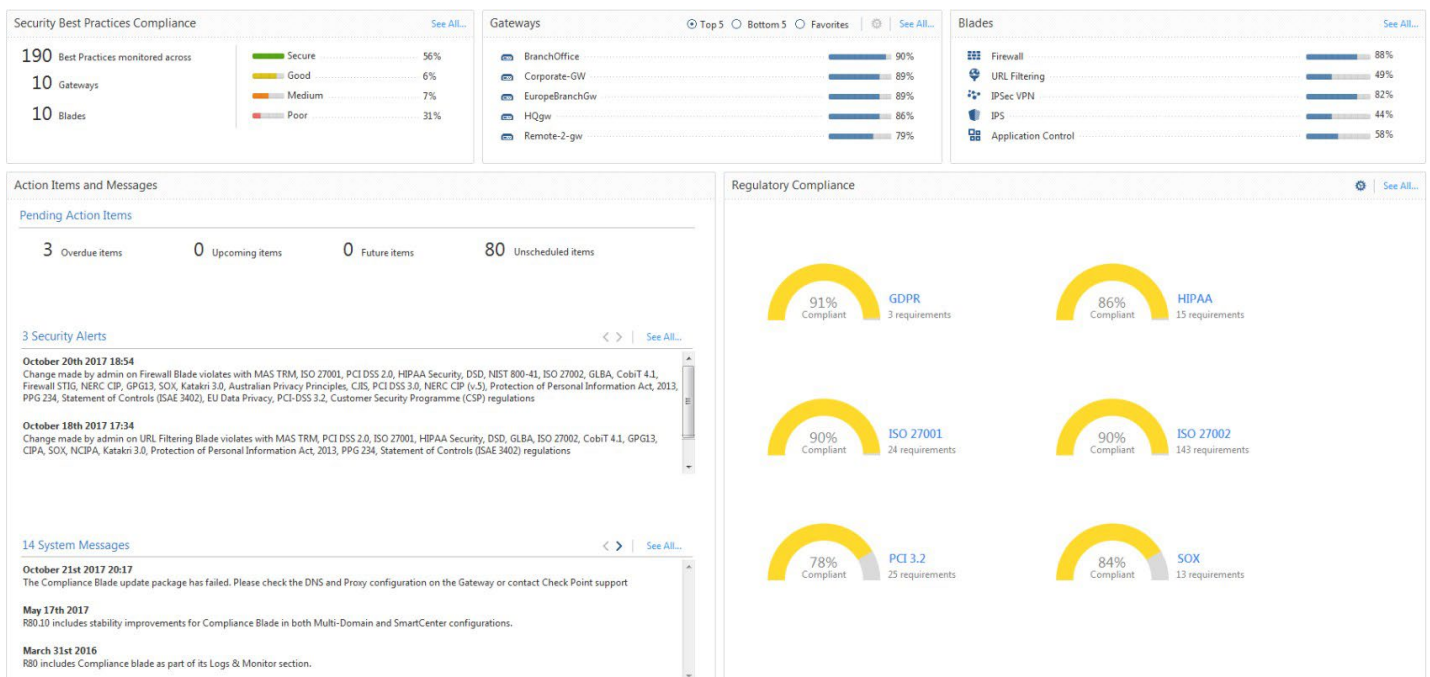 Security Best Practices Compliance
See All...
190 Best Practices monitored across
10 Gateways
10 Blades
Secure 56%
Good 6%
Medium 7%
Poor 31%
Gateways
Top 5 Bottom 5 Favorites
See All...
BranchOffice 90%
Corporate-GW 89%
EuropeBranchGw 89%
HQgw 86%
Remote-2-gw 79%
Blades
See All...
Firewall 88%
URL Filtering 49%
IPSec VPN 82%
IPS 44%
Application Control 58%
Action Items and Messages
Pending Action Items
3 Overdue items 0 Upcoming items 0 Future items 80 Unscheduled items
3 Security Alerts
See All...
October 20th 2017 18:54
Change made by admin on Firewall Blade violates with MAS TRM, ISO 27001, PCI DSS 2.0, HIPAA Security, DSD, NIST 800-41, ISO 27002, GLBA, CobiT 4.1,
Firewall STIG, NERC CIP, GPG13, SOX, Katakri 3.0, Australian Privacy Principles, CJIS, PCI DSS 3.0, NERC CIP (v.5), Protection of Personal Information Act, 2013,
PPG 234, Statement of Controls (ISAE 3402), EU Data Privacy, PCI-DSS 3.2, Customer Security Programme (CSP) regulations
October 18th 2017 17:34
Change made by admin on URL Filtering Blade violates with MAS TRM, PCI DSS 2.0, ISO 27001, HIPAA Security, DSD, GLBA, ISO 27002, CobiT 4.1, GPG13,
CIPA, SOX, NCIPA, Katakri 3.0, Protection of Personal Information Act, 2013, PPG 234, Statement of Controls (ISAE 3402) regulations
14 System Messages
See All...
October 21st 2017 20:17
The Compliance Blade update package has failed. Please check the DNS and Proxy configuration on the Gateway or contact Check Point support
May 17th 2017
R80.10 includes stability improvements for Compliance Blade in both Multi-Domain and SmartCenter configurations.
March 31st 2016
R80 includes Compliance blade as part of its Logs & Monitor section.
Regulatory Compliance
See All...
91%
Compliant
GDPR
3 requirements
86%
Compliant
HIPAA
15 requirements
90%
Compliant
ISO 27001
24 requirements
90%
Compliant
ISO 27002
143 requirements
78%
Compliant
PCI 3.2
25 requirements
84%
Compliant
SOX
13 requirements